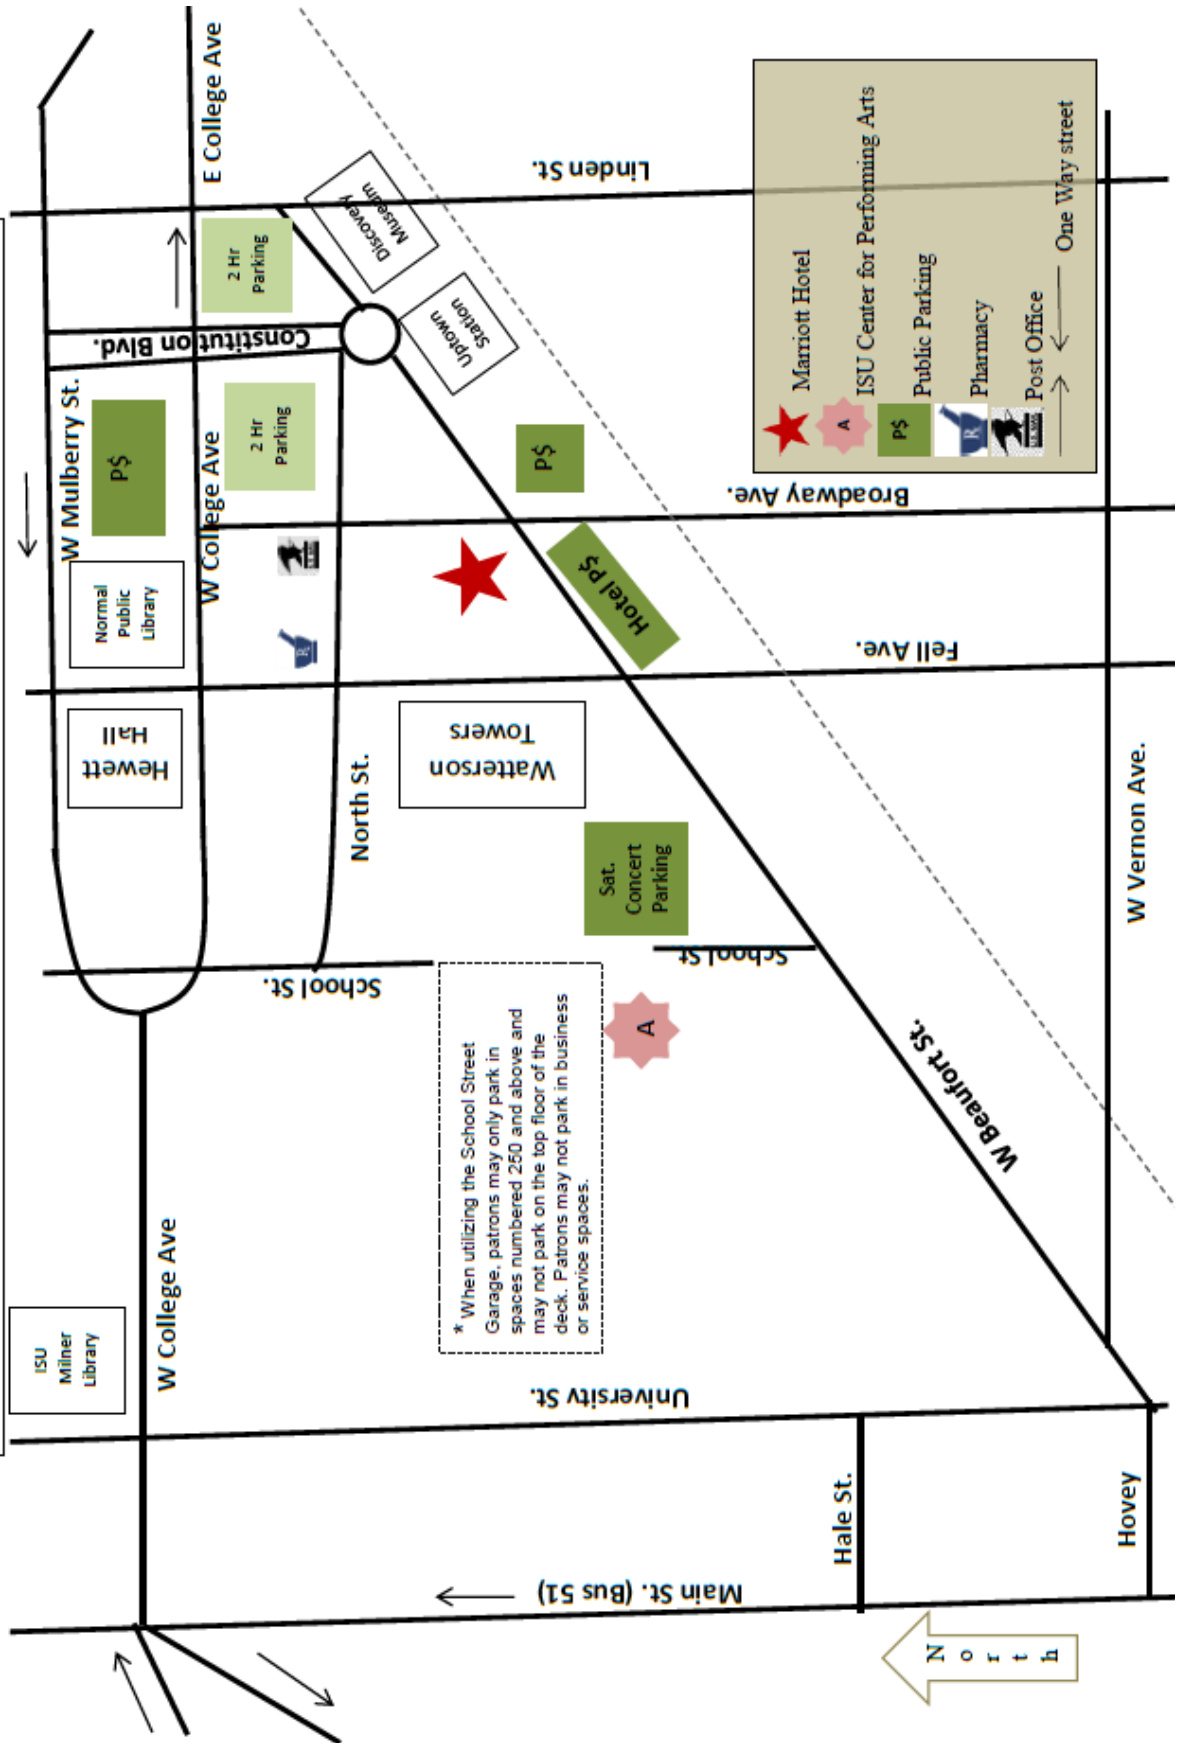 W Mulberry St.
E College Ave
2 Hr
Parking
Constitution Blvd.
P$
2 Hr
Parking
Normal
Public
Library
W College Ave
Hewett
Hall
North St.
Watterson
Towers
Sat.
Concert
Parking
Hotel P$
P$
Uptown
Station
Discovery
Museum
Linden St.
Broadway Ave.
Fell Ave.
School St.
School St
A
* When utilizing the School Street
Garage, patrons may only park in
spaces numbered 250 and above and
may not park on the top floor of the
deck. Patrons may not park in business
or service spaces.
W Beaufort St.
W Vernon Ave.
ISU
Milner
Library
W College Ave
University St.
Main St. (Bus 51)
Hale St.
Hovey
North
Marriott Hotel
A
ISU Center for Performing Arts
P$
Public Parking
R
Pharmacy
Post Office
One Way street